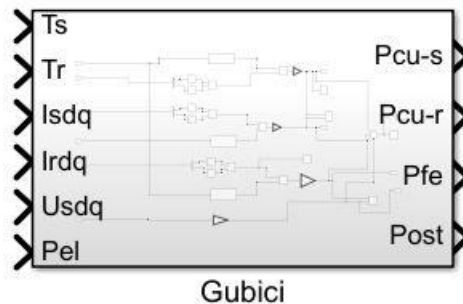 Ts
Tr
Isdq
Irdq
Usdq
Pel
Pcu-s
Pcu-r
Pfe
Post
Gubici